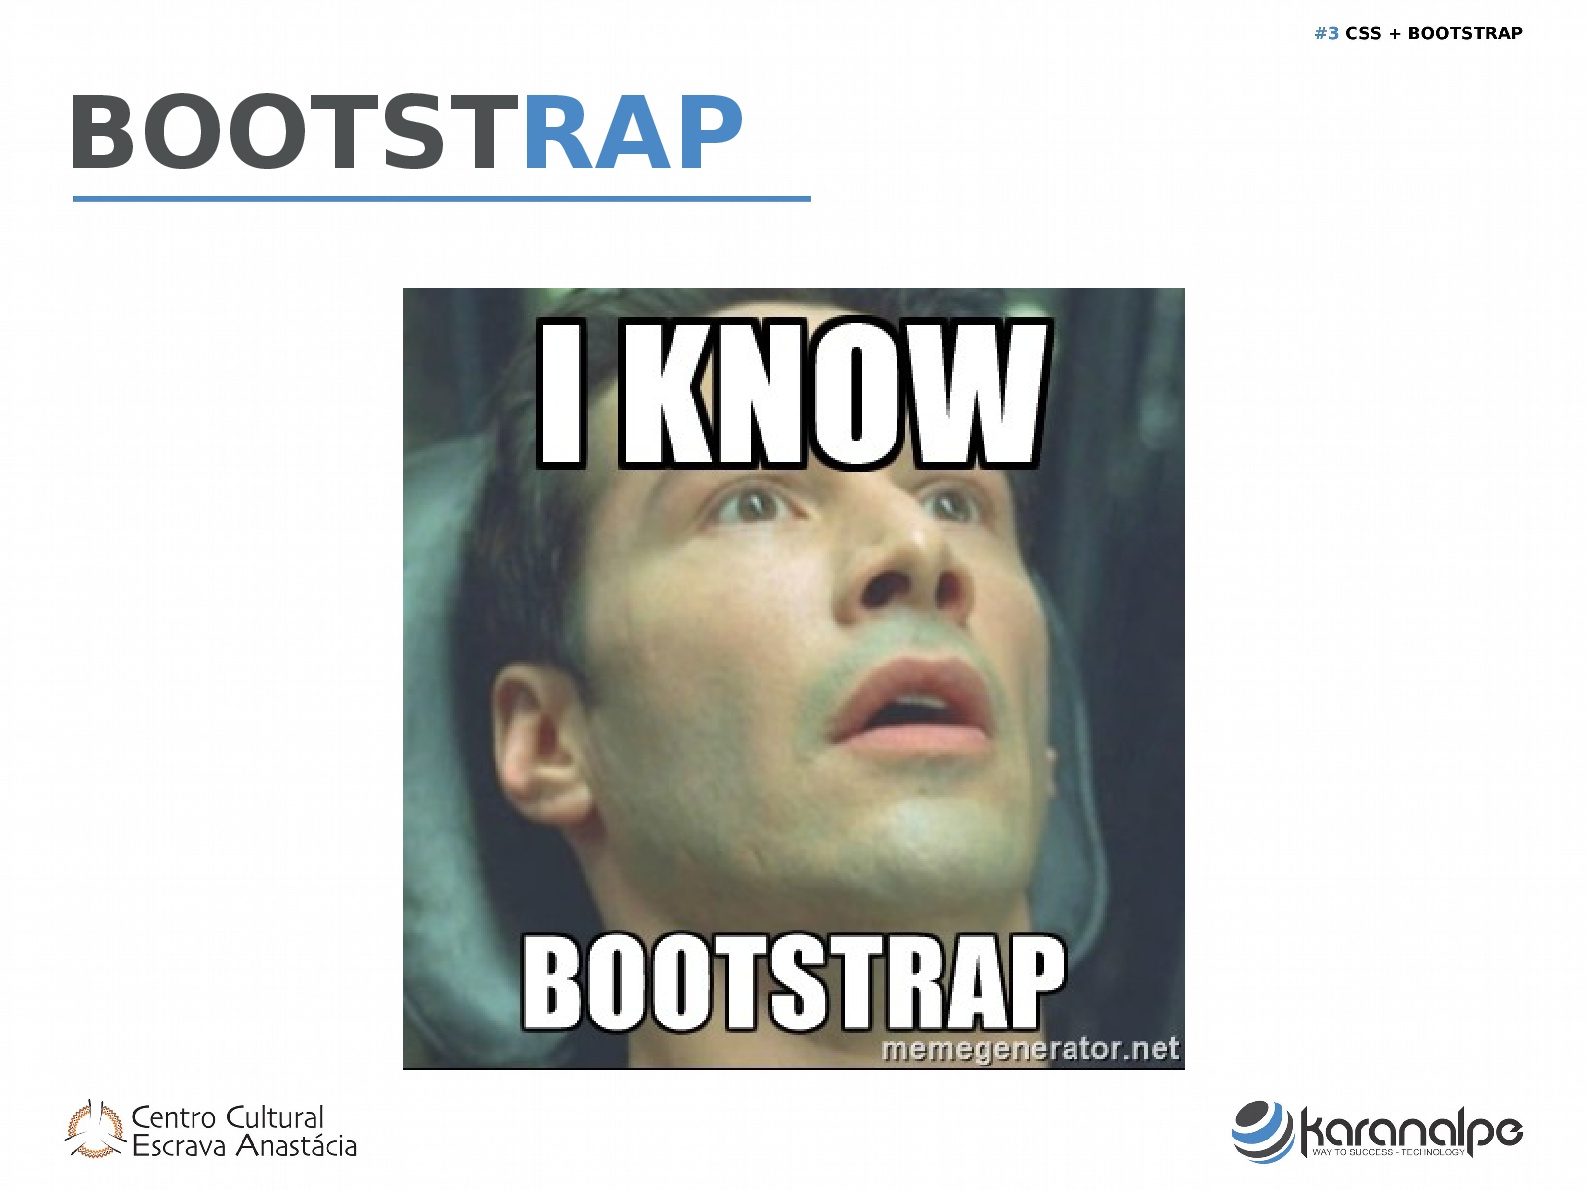 #3 CSS + BOOTSTRAP
BOOTSTRAP
I KNOW
BOOTSTRAP
memegenerator.net
Centro Cultural
Escrava Anastácia
karanalpe
WAY TO SUCCESS - TECHNOLOGY